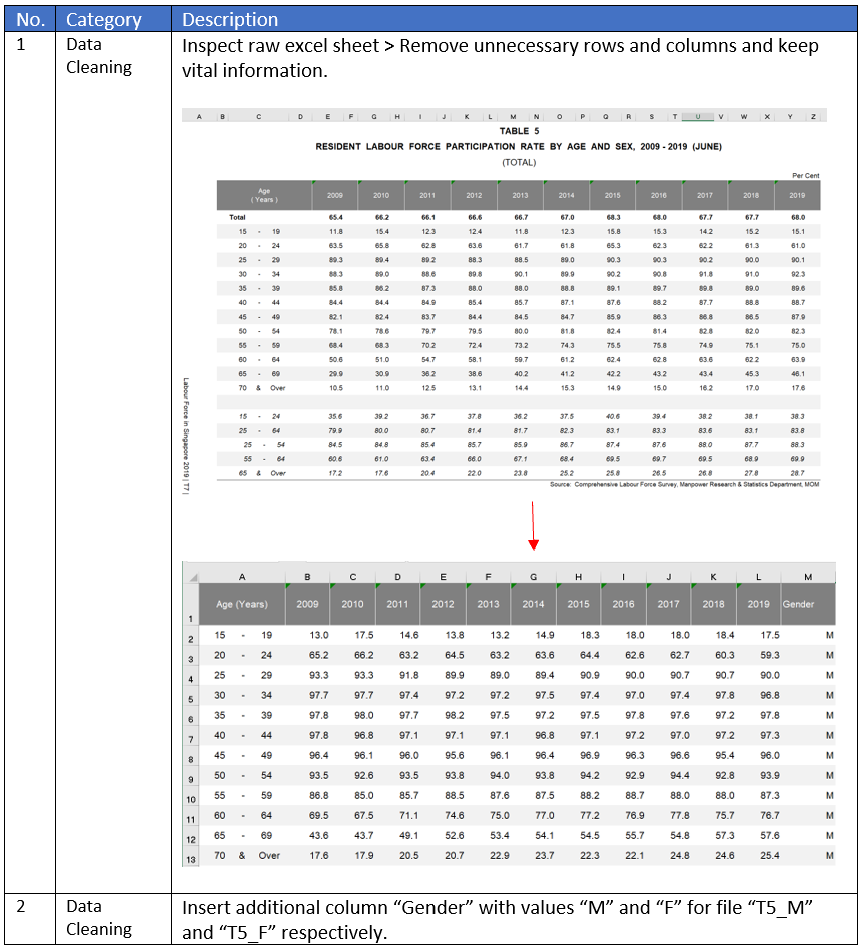 No. Category Description
1 Data Cleaning Inspect raw excel sheet > Remove unnecessary rows and columns and keep
vital information.
A B C D E F G H I J K L M N O P Q R S T U V W X Y Z
TABLE 5
RESIDENT LABOUR FORCE PARTICIPATION RATE BY AGE AND SEX, 2009 - 2019 (JUNE)
(TOTAL)
Per Cent
Age
( Years ) 2009 2010 2011 2012 2013 2014 2015 2016 2017 2018 2019
Total 65.4 66.2 66.1 66.6 66.7 67.0 68.3 68.0 67.7 67.7 68.0
15 - 19 11.8 15.4 12.3 12.4 11.8 12.3 15.8 15.3 14.2 15.2 15.1
20 - 24 63.5 65.8 62.8 63.6 61.7 61.8 65.3 62.3 62.2 61.3 61.0
25 - 29 89.3 89.4 89.2 88.3 88.5 89.0 90.3 90.3 90.2 90.0 90.1
30 - 34 88.3 89.0 88.6 89.8 90.1 89.9 90.2 90.8 91.8 91.0 92.3
35 - 39 85.8 86.2 87.3 88.0 88.0 88.8 89.1 89.7 89.8 89.0 89.6
40 - 44 84.4 84.4 84.9 85.4 85.7 87.1 87.6 88.2 87.7 88.8 88.7
45 - 49 82.1 82.4 83.7 84.4 84.5 84.7 85.9 86.3 86.8 86.5 87.9
50 - 54 78.1 78.6 79.7 79.5 80.0 81.8 82.4 81.4 82.8 82.0 82.3
55 - 59 68.4 68.3 70.2 72.4 73.2 74.3 75.5 75.8 74.9 75.1 75.0
60 - 64 50.6 51.0 54.7 58.1 59.7 61.2 62.4 62.8 63.6 62.2 63.9
65 - 69 29.9 30.9 36.2 38.6 40.2 41.2 42.2 43.2 43.4 45.3 46.1
70 & Over 10.5 11.0 12.5 13.1 14.4 15.3 14.9 15.0 16.2 17.0 17.6
15 - 24 35.6 39.2 36.7 37.8 36.2 37.5 40.6 39.4 38.2 38.1 38.3
25 - 64 79.9 80.0 80.7 81.4 81.7 82.3 83.1 83.3 83.6 83.1 83.8
25 - 54 84.5 84.8 85.4 85.7 85.9 86.7 87.4 87.6 88.0 87.7 88.3
55 - 64 60.6 61.0 63.4 66.0 67.1 68.4 69.5 69.7 69.5 68.9 69.9
65 & Over 17.2 17.6 20.4 22.0 23.8 25.2 25.8 26.5 26.8 27.8 28.7
Labour Force in Singapore 2019 | T7 |
Source: Comprehensive Labour Force Survey, Manpower Research & Statistics Department, MOM
A B C D E F G H I J K L M
1 Age (Years) 2009 2010 2011 2012 2013 2014 2015 2016 2017 2018 2019 Gender
2 15 - 19 13.0 17.5 14.6 13.8 13.2 14.9 18.3 18.0 18.0 18.4 17.5 M
3 20 - 24 65.2 66.2 63.2 64.5 63.2 63.6 64.4 62.6 62.7 60.3 59.3 M
4 25 - 29 93.3 93.3 91.8 89.9 89.0 89.4 90.9 90.0 90.7 90.7 90.0 M
5 30 - 34 97.7 97.7 97.4 97.2 97.2 97.5 97.4 97.0 97.4 97.8 96.8 M
6 35 - 39 97.8 98.0 97.7 98.2 97.5 97.2 97.5 97.8 97.6 97.2 97.8 M
7 40 - 44 97.8 96.8 97.1 97.1 97.1 96.8 97.1 97.2 97.0 97.2 97.3 M
8 45 - 49 96.4 96.1 96.0 95.6 96.1 96.4 96.9 96.3 96.6 95.4 96.0 M
9 50 - 54 93.5 92.6 93.5 93.8 94.0 93.8 94.2 92.9 94.4 92.8 93.9 M
10 55 - 59 86.8 85.0 85.7 88.5 87.6 87.5 88.2 88.7 88.0 88.0 87.3 M
11 60 - 64 69.5 67.5 71.1 74.6 75.0 77.0 77.2 76.9 77.8 75.7 76.7 M
12 65 - 69 43.6 43.7 49.1 52.6 53.4 54.1 54.5 55.7 54.8 57.3 57.6 M
13 70 & Over 17.6 17.9 20.5 20.7 22.9 23.7 22.3 22.1 24.8 24.6 25.4 M
2 Data Cleaning Insert additional column “Gender” with values “M” and “F” for file “T5_M”
and “T5_F” respectively.